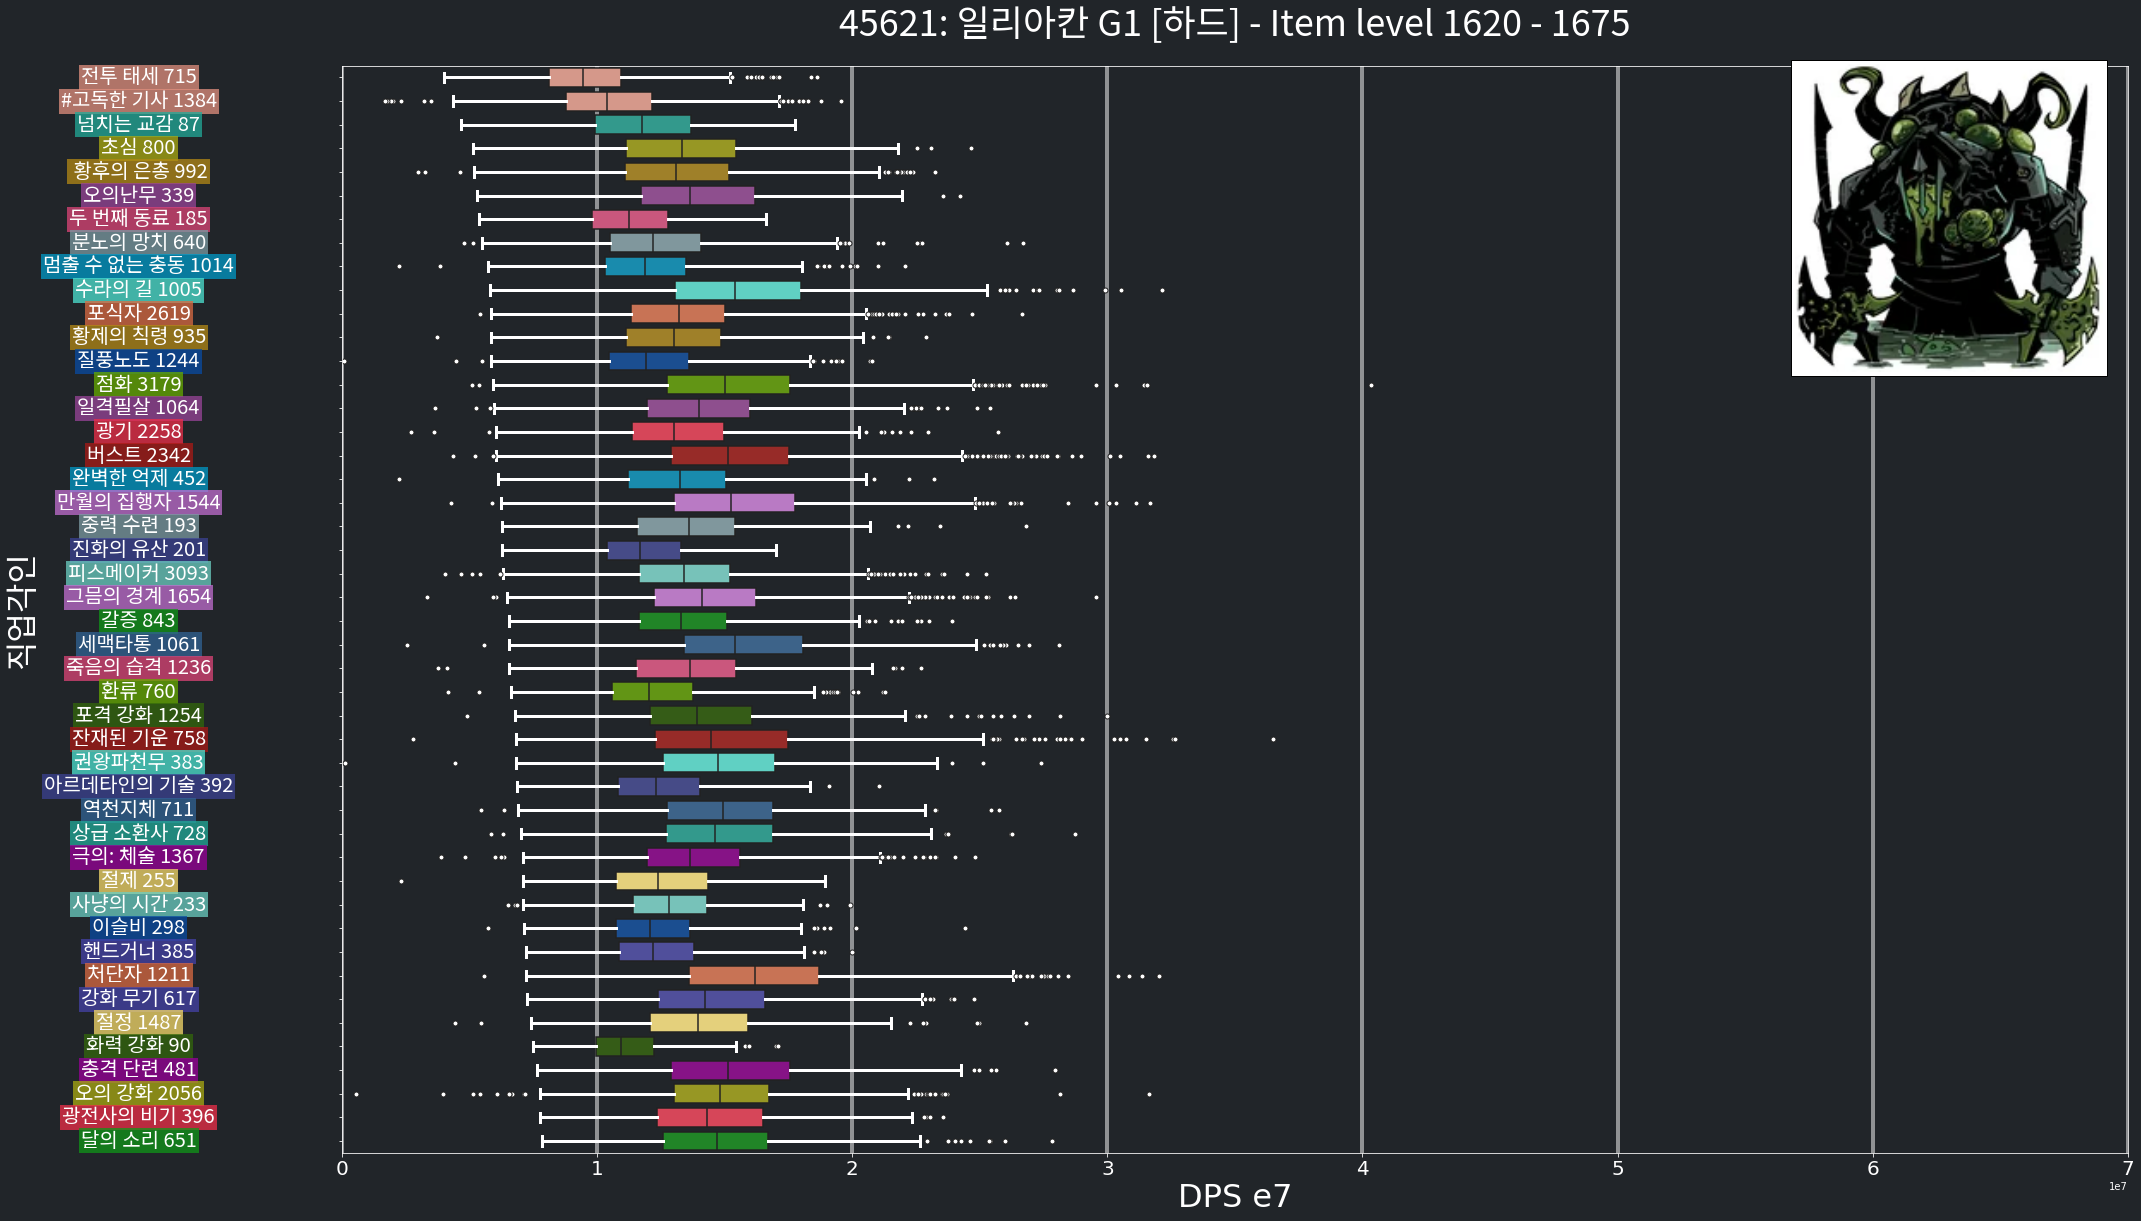 45621: 일리아칸 G1 [하드] - Item level 1620 - 1675
직업각인
전투 태세 715
#고독한 기사 1384
넘치는 교감 87
초심 800
황후의 은총 992
오의난무 339
두 번째 동료 185
분노의 망치 640
멈출 수 없는 충동 1014
수라의 길 1005
포식자 2619
황제의 칙령 935
질풍노도 1244
점화 3179
일격필살 1064
광기 2258
버스트 2342
완벽한 억제 452
만월의 집행자 1544
중력 수련 193
진화의 유산 201
피스메이커 3093
그믐의 경계 1654
갈증 843
세맥타통 1061
죽음의 습격 1236
환류 760
포격 강화 1254
잔재된 기운 758
권왕파천무 383
아르데타인의 기술 392
역천지체 711
상급 소환사 728
극의: 체술 1367
절제 255
사냥의 시간 233
이슬비 298
핸드거너 385
처단자 1211
강화 무기 617
절정 1487
화력 강화 90
충격 단련 481
오의 강화 2056
광전사의 비기 396
달의 소리 651
0 1 2 3 4 5 6 7
1e7
DPS e7